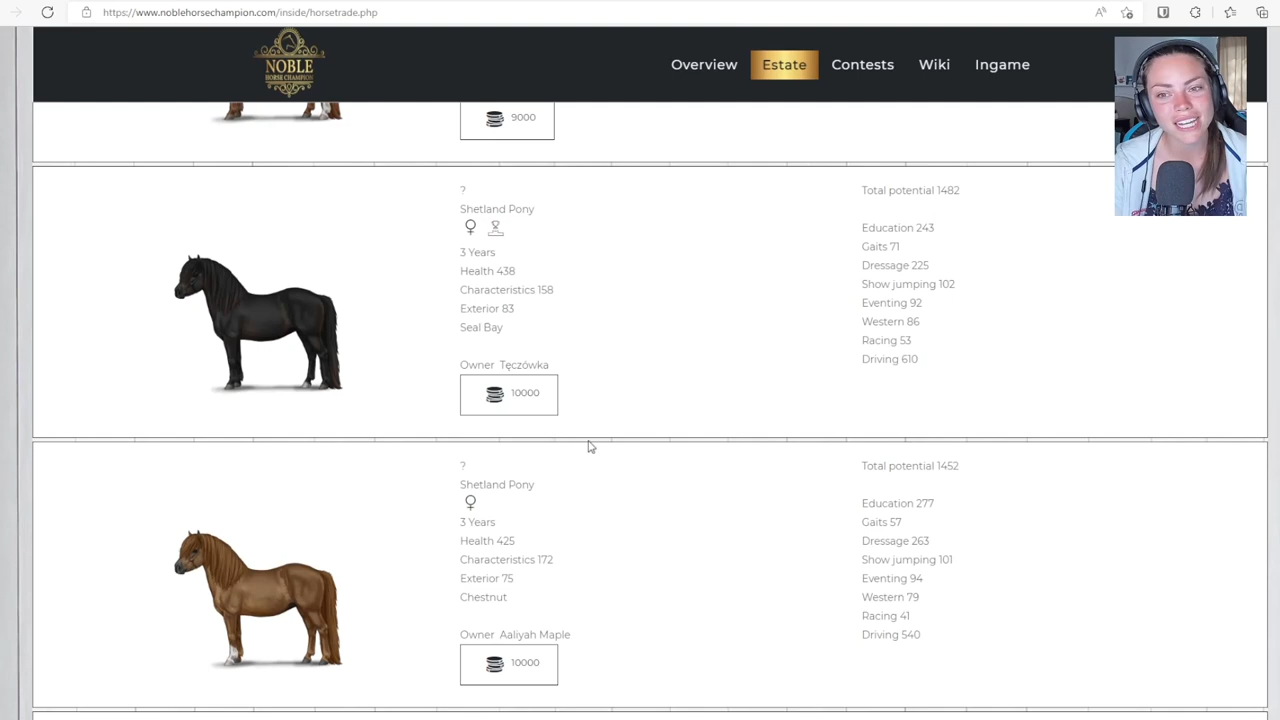 https://www.noblehorsechampion.com/inside/horsetrade.php
NOBLE
HORSE CHAMPION
Overview
Estate
Contests
Wiki
Ingame
9000
?
Shetland Pony
3 Years
Health 438
Characteristics 158
Exterior 83
Seal Bay
Owner Tęczówka
10000
Total potential 1482
Education 243
Gaits 71
Dressage 225
Show jumping 102
Eventing 92
Western 86
Racing 53
Driving 610
?
Shetland Pony
3 Years
Health 425
Characteristics 172
Exterior 75
Chestnut
Owner Aaliyah Maple
10000
Total potential 1452
Education 277
Gaits 57
Dressage 263
Show jumping 101
Eventing 94
Western 79
Racing 41
Driving 540